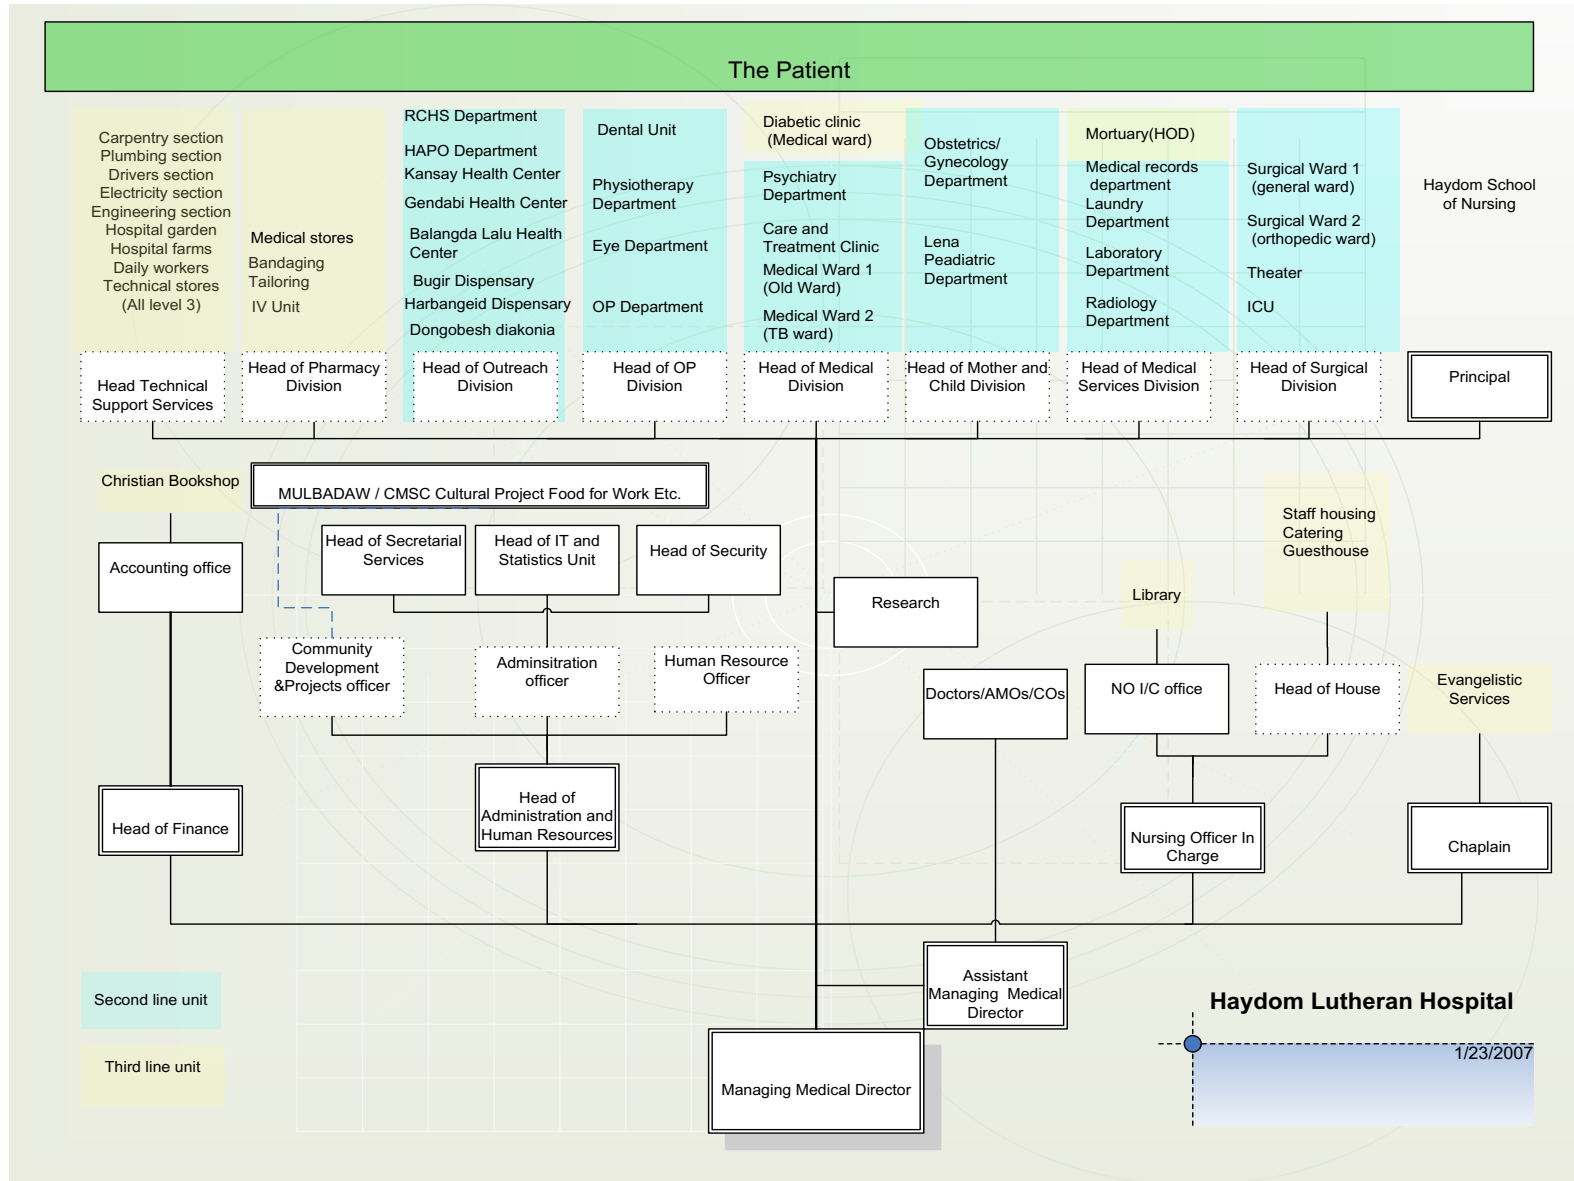 The Patient
Carpentry section
Plumbing section
Drivers section
Electricity section
Engineering section
Hospital garden
Hospital farms
Daily workers
Technical stores
(All level 3)
Medical stores
Bandaging
Tailoring
IV Unit
RCHS Department
HAPO Department
Kansay Health Center
Gendabi Health Center
Balangda Lalu Health
Center
Bugir Dispensary
Harbangeid Dispensary
Dongobesh diakonia
Dental Unit
Physiotherapy
Department
Eye Department
OP Department
Diabetic clinic
(Medical ward)
Psychiatry
Department
Care and
Treatment Clinic
Medical Ward 1
(Old Ward)
Medical Ward 2
(TB ward)
Obstetrics/
Gynecology
Department
Lena
Peadiatric
Department
Mortuary(HOD)
Medical records
department
Laundry
Department
Laboratory
Department
Radiology
Department
Surgical Ward 1
(general ward)
Surgical Ward 2
(orthopedic ward)
Theater
ICU
Haydom School
of Nursing
Head Technical
Support Services
Head of Pharmacy
Division
Head of Outreach
Division
Head of OP
Division
Head of Medical
Division
Head of Mother and
Child Division
Head of Medical
Services Division
Head of Surgical
Division
Principal
Christian Bookshop
MULBADAW / CMSC Cultural Project Food for Work Etc.
Accounting office
Head of Secretarial
Services
Head of IT and
Statistics Unit
Head of Security
Research
Library
Staff housing
Catering
Guesthouse
Community
Development
&Projects officer
Adminsitration
officer
Human Resource
Officer
Doctors/AMOs/COs
NO I/C office
Head of House
Evangelistic
Services
Head of Finance
Head of
Administration and
Human Resources
Nursing Officer In
Charge
Chaplain
Assistant
Managing Medical
Director
Managing Medical Director
Second line unit
Third line unit
Haydom Lutheran Hospital
1/23/2007